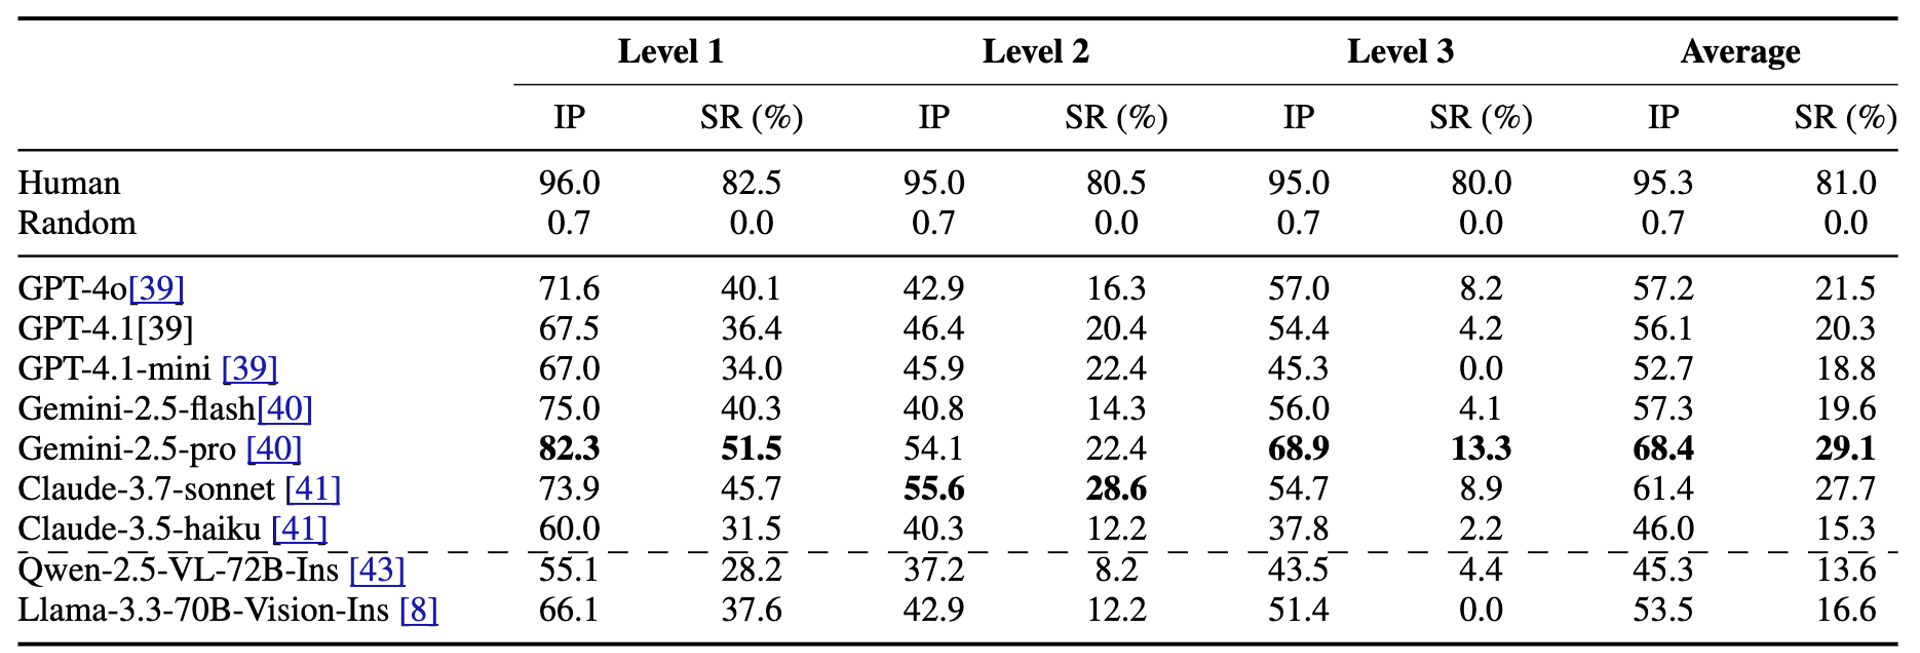 Level 1 Level 2 Level 3 Average
IP SR (%) IP SR (%) IP SR (%) IP SR (%)
Human 96.0 82.5 95.0 80.5 95.0 80.0 95.3 81.0
Random 0.7 0.0 0.7 0.0 0.7 0.0 0.7 0.0
GPT-4o[39] 71.6 40.1 42.9 16.3 57.0 8.2 57.2 21.5
GPT-4.1[39] 67.5 36.4 46.4 20.4 54.4 4.2 56.1 20.3
GPT-4.1-mini [39] 67.0 34.0 45.9 22.4 45.3 0.0 52.7 18.8
Gemini-2.5-flash[40] 75.0 40.3 40.8 14.3 56.0 4.1 57.3 19.6
Gemini-2.5-pro [40] 82.3 51.5 54.1 22.4 68.9 13.3 68.4 29.1
Claude-3.7-sonnet [41] 73.9 45.7 55.6 28.6 54.7 8.9 61.4 27.7
Claude-3.5-haiku [41] 60.0 31.5 40.3 12.2 37.8 2.2 46.0 15.3
Qwen-2.5-VL-72B-Ins [43] 55.1 28.2 37.2 8.2 43.5 4.4 45.3 13.6
Llama-3.3-70B-Vision-Ins [8] 66.1 37.6 42.9 12.2 51.4 0.0 53.5 16.6